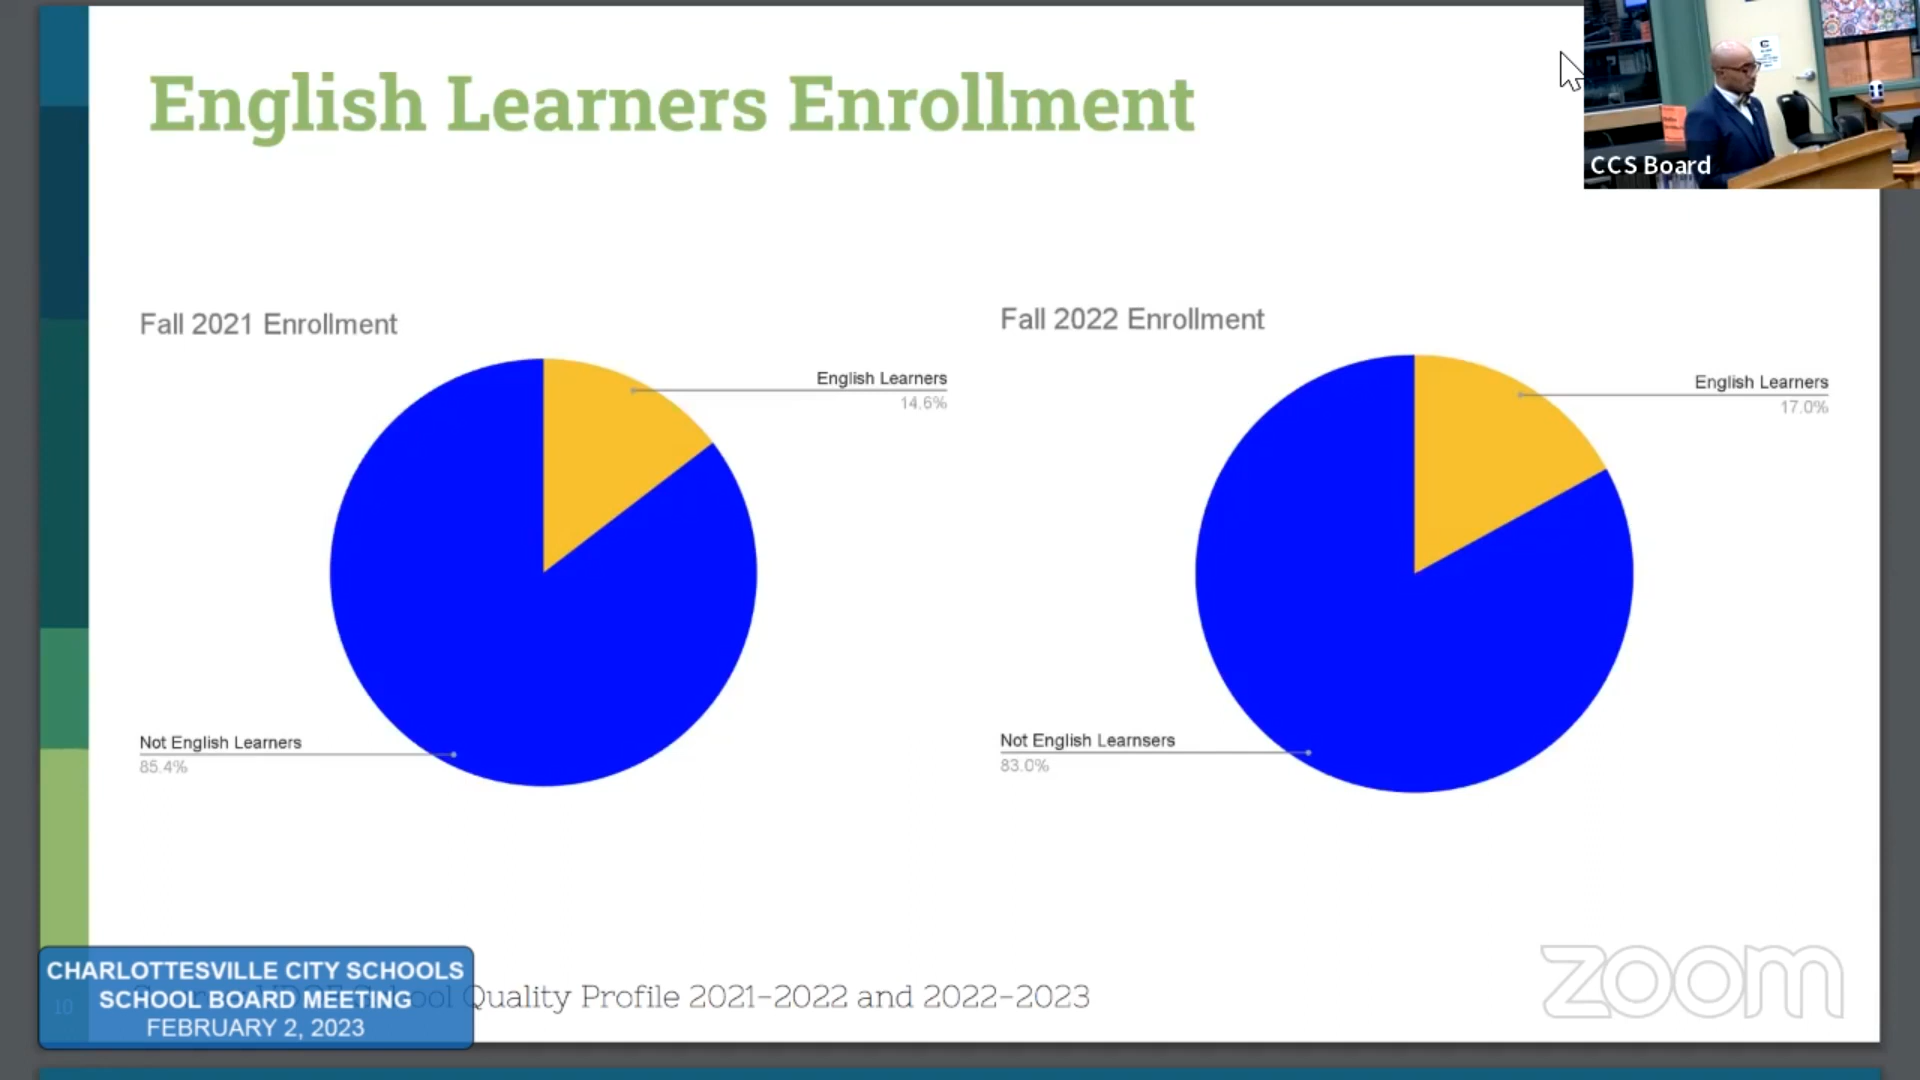 English Learners Enrollment
CCS Board
Fall 2021 Enrollment
English Learners
14.6%
Not English Learners
85.4%
Fall 2022 Enrollment
English Learners
17.0%
Not English Learnsers
83.0%
Quality Profile 2021-2022 and 2022-2023
10
CHARLOTTESVILLE CITY SCHOOLS
SCHOOL BOARD MEETING
FEBRUARY 2, 2023
zoom